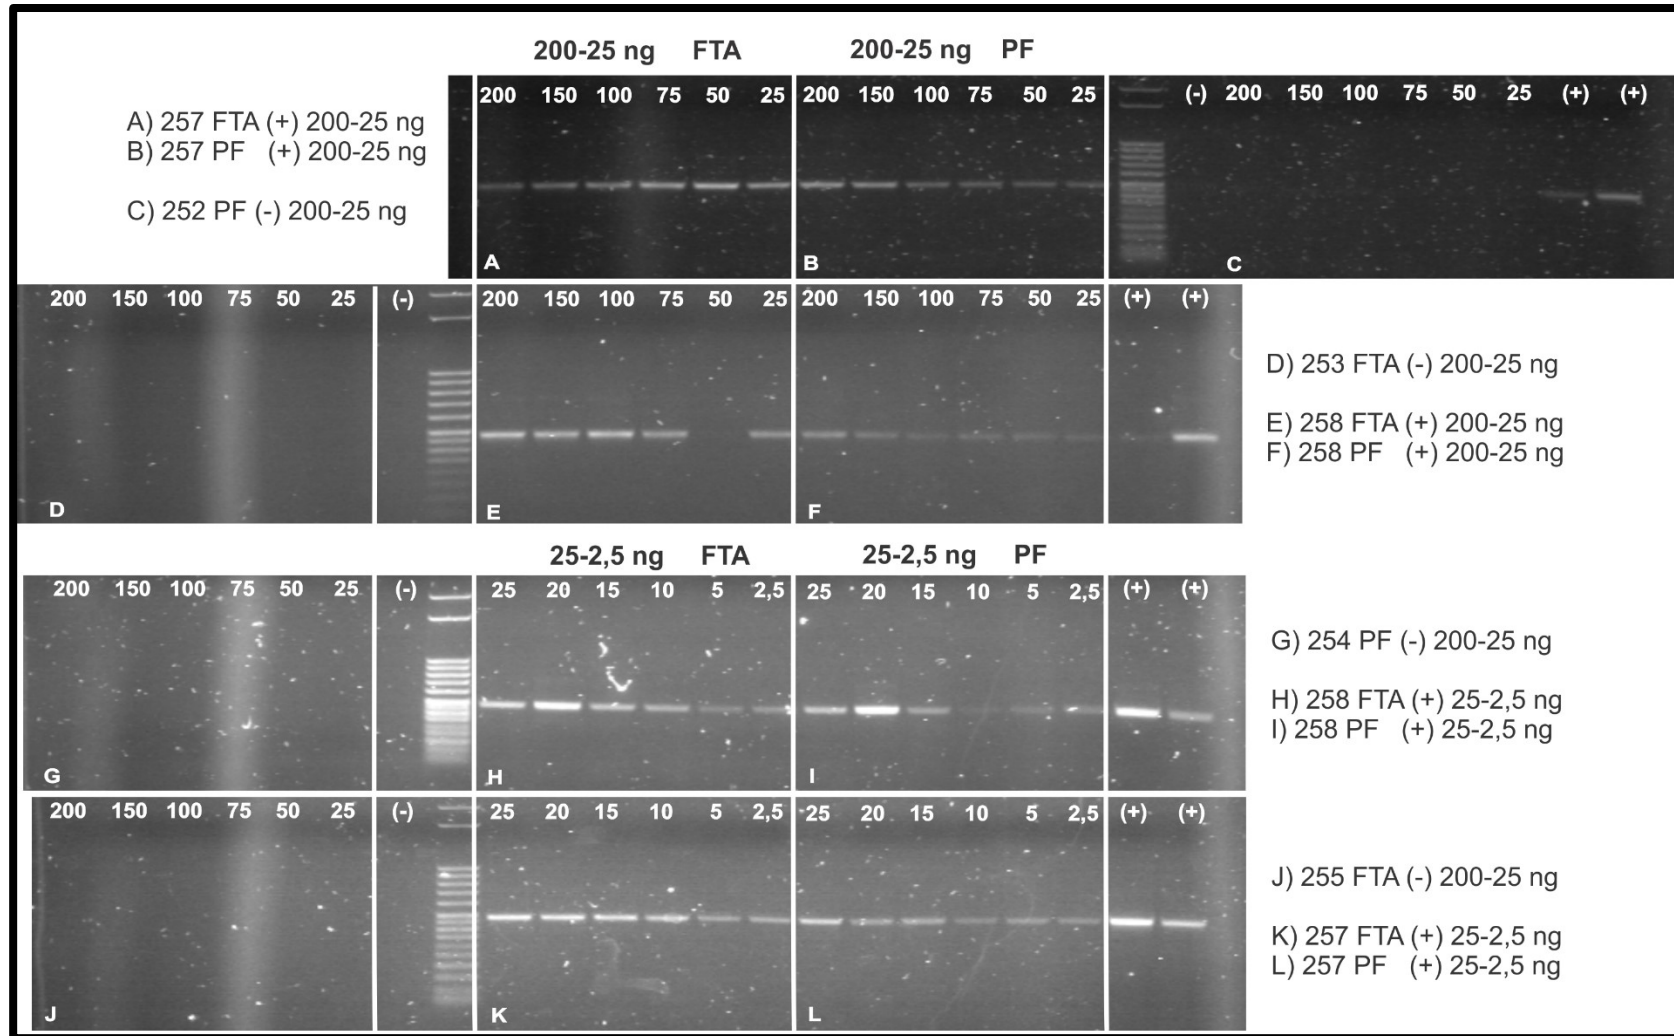 200-25 ng FTA 200-25 ng PF
A) 257 FTA (+) 200-25 ng
B) 257 PF (+) 200-25 ng
C) 252 PF (-) 200-25 ng
200 150 100 75 50 25 200 150 100 75 50 25 (-) 200 150 100 75 50 25 (+) (+)
A B C
200 150 100 75 50 25 (-) 200 150 100 75 50 25 200 150 100 75 50 25 (+) (+)
D E F
D) 253 FTA (-) 200-25 ng
E) 258 FTA (+) 200-25 ng
F) 258 PF (+) 200-25 ng
25-2,5 ng FTA 25-2,5 ng PF
200 150 100 75 50 25 (-) 25 20 15 10 5 2,5 25 20 15 10 5 2,5 (+) (+)
G H I
G) 254 PF (-) 200-25 ng
H) 258 FTA (+) 25-2,5 ng
I) 258 PF (+) 25-2,5 ng
200 150 100 75 50 25 (-) 25 20 15 10 5 2,5 25 20 15 10 5 2,5 (+) (+)
J K L
J) 255 FTA (-) 200-25 ng
K) 257 FTA (+) 25-2,5 ng
L) 257 PF (+) 25-2,5 ng